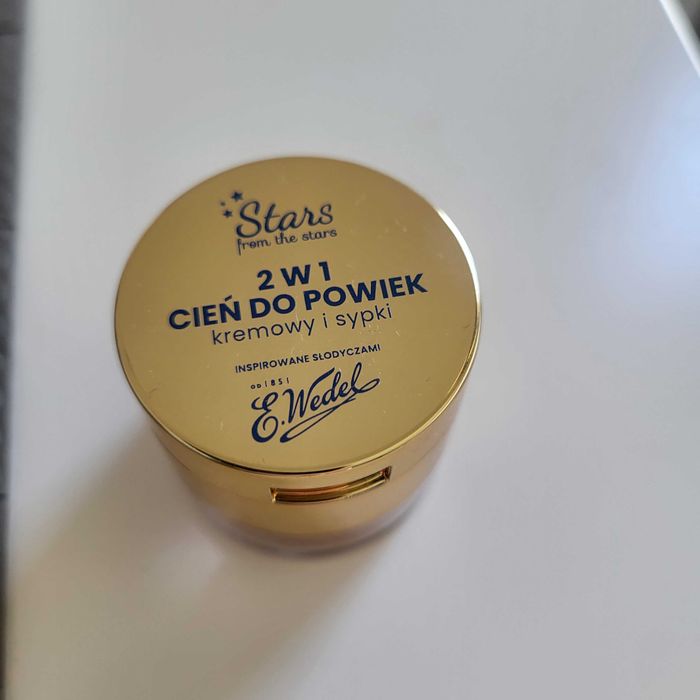 Stars
from the stars
2 W 1
CIEŃ DO POWIEK
kremowy i sypki
INSPIROWANE SŁODYCZAMI
OD 1851
E. Wedel